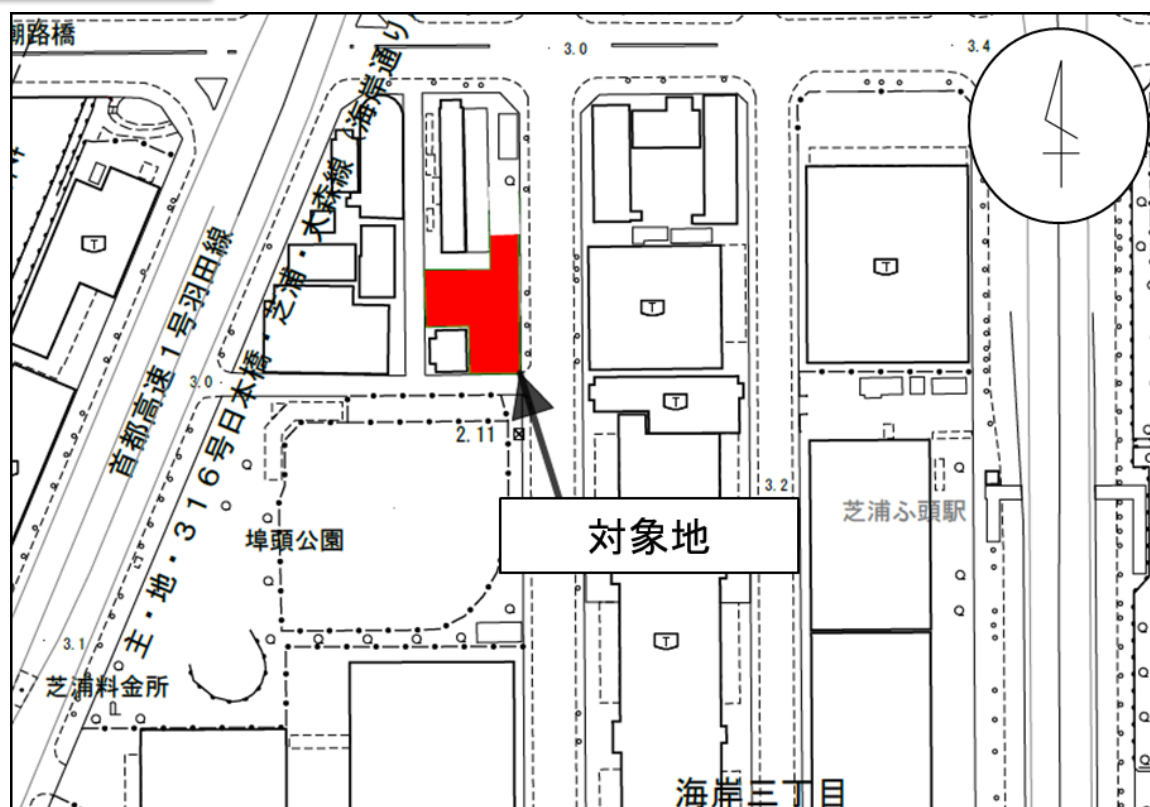 潮路橋
3.0
3.4
首都高速1号羽田線
主・地・316号日本橋・芝浦・大森線（海岸通り
3.0
2.11
3.2
対象地
芝浦ふ頭駅
埠頭公園
3.1
芝浦料金所
海岸三丁目